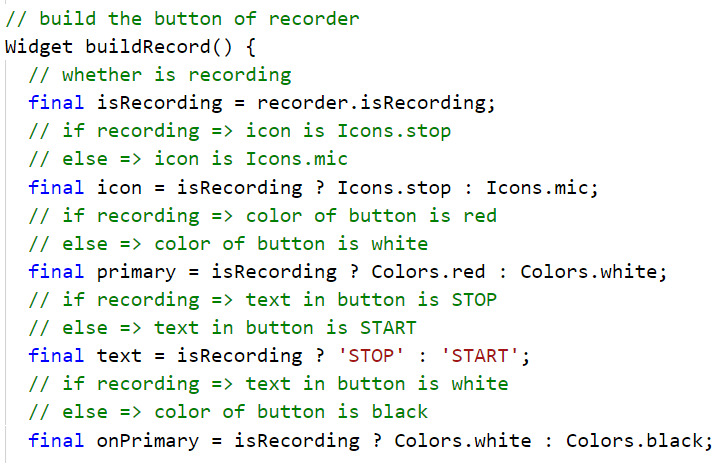 // build the button of recorder
Widget buildRecord() {
// whether is recording
final isRecording = recorder.isRecording;
// if recording => icon is Icons.stop
// else => icon is Icons.mic
final icon = isRecording ? Icons.stop : Icons.mic;
// if recording => color of button is red
// else => color of button is white
final primary = isRecording ? Colors.red : Colors.white;
// if recording => text in button is STOP
// else => text in button is START
final text = isRecording ? 'STOP' : 'START';
// if recording => text in button is white
// else => color of button is black
final onPrimary = isRecording ? Colors.white : Colors.black;